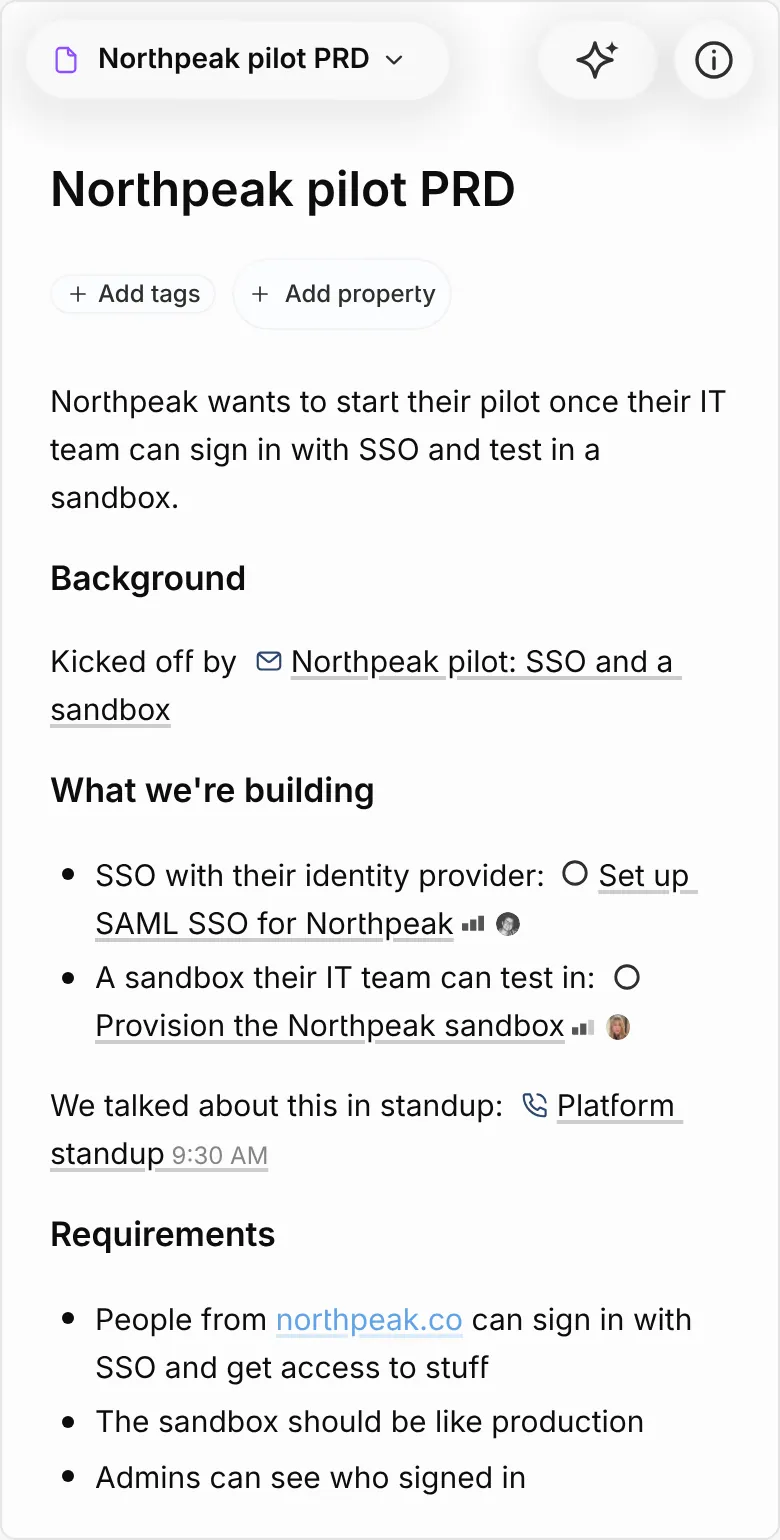 Northpeak pilot PRD
Northpeak pilot PRD
+ Add tags
+ Add property
Northpeak wants to start their pilot once their IT
team can sign in with SSO and test in a
sandbox.
Background
Kicked off by Northpeak pilot: SSO and a
sandbox
What we're building
• SSO with their identity provider: Set up
SAML SSO for Northpeak
• A sandbox their IT team can test in:
Provision the Northpeak sandbox
We talked about this in standup: Platform
standup 9:30 AM
Requirements
• People from northpeak.co can sign in with
SSO and get access to stuff
• The sandbox should be like production
• Admins can see who signed in